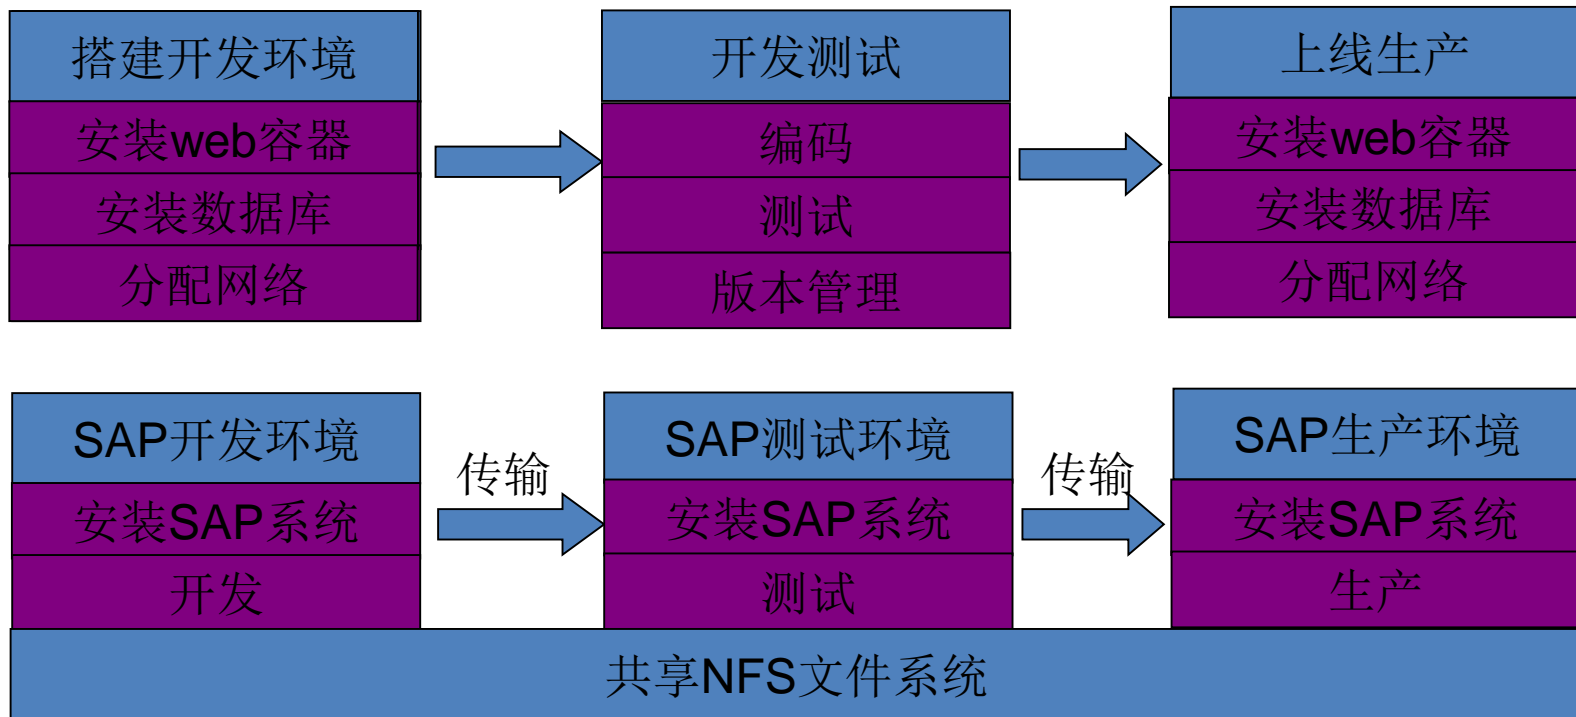 搭建开发环境
安装web容器
安装数据库
分配网络
开发测试
编码
测试
版本管理
上线生产
安装web容器
安装数据库
分配网络
SAP开发环境
安装SAP系统
开发
传输
SAP测试环境
安装SAP系统
测试
传输
SAP生产环境
安装SAP系统
生产
共享NFS文件系统